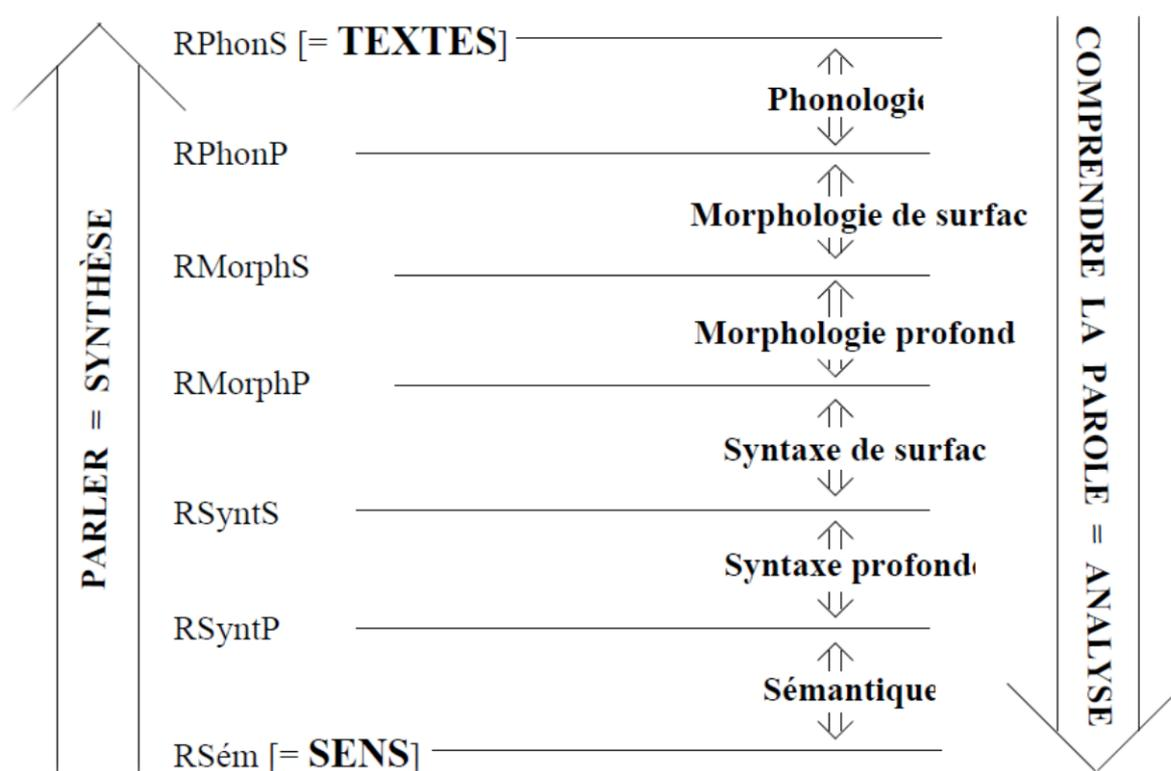 RPhonS [= TEXTES]
Phonologi
RPhonP
Morphologie de surfac
RMorphS
Morphologie profond
RMorphP
Syntaxe de surfac
RSyntS
Syntaxe profond
RSyntP
Sémantique
RSém [= SENS]
PARLER = SYNTHÈSE
COMPRENDRE LA PAROLE = ANALYSE